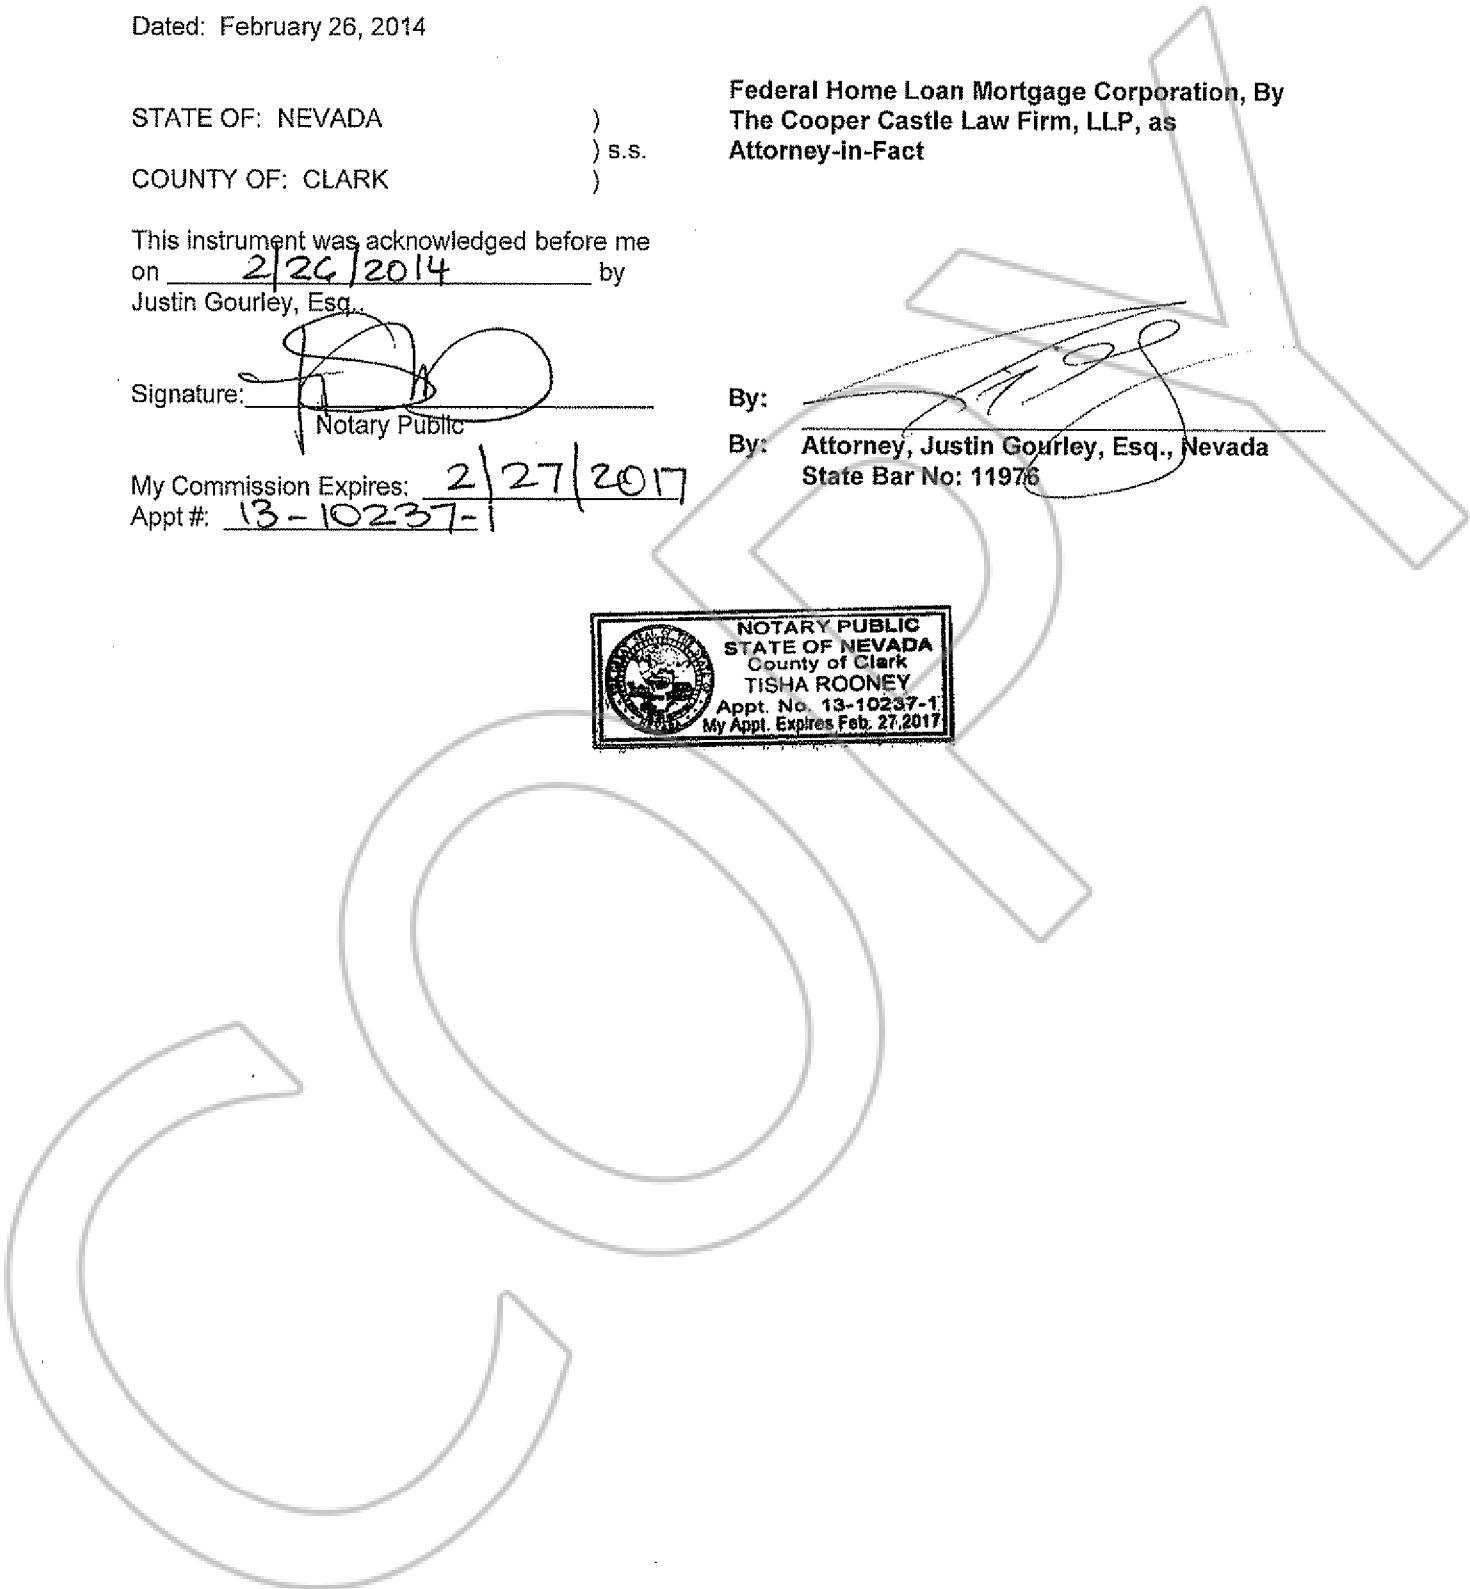 Dated: February 26, 2014
STATE OF: NEVADA )
) s.s.
COUNTY OF: CLARK )
This instrument was acknowledged before me
on 2/26/2014 by
Justin Gourley, Esq.,
Signature:
Notary Public
My Commission Expires: 2/27/2017
Appt #: 13-10237-1
Federal Home Loan Mortgage Corporation, By
The Cooper Castle Law Firm, LLP, as
Attorney-in-Fact
By:
By: Attorney, Justin Gourley, Esq., Nevada
State Bar No: 11976
NOTARY PUBLIC
STATE OF NEVADA
County of Clark
TISHA ROONEY
Appt. No. 13-10237-1
My Appt. Expires Feb. 27,2017
COPY